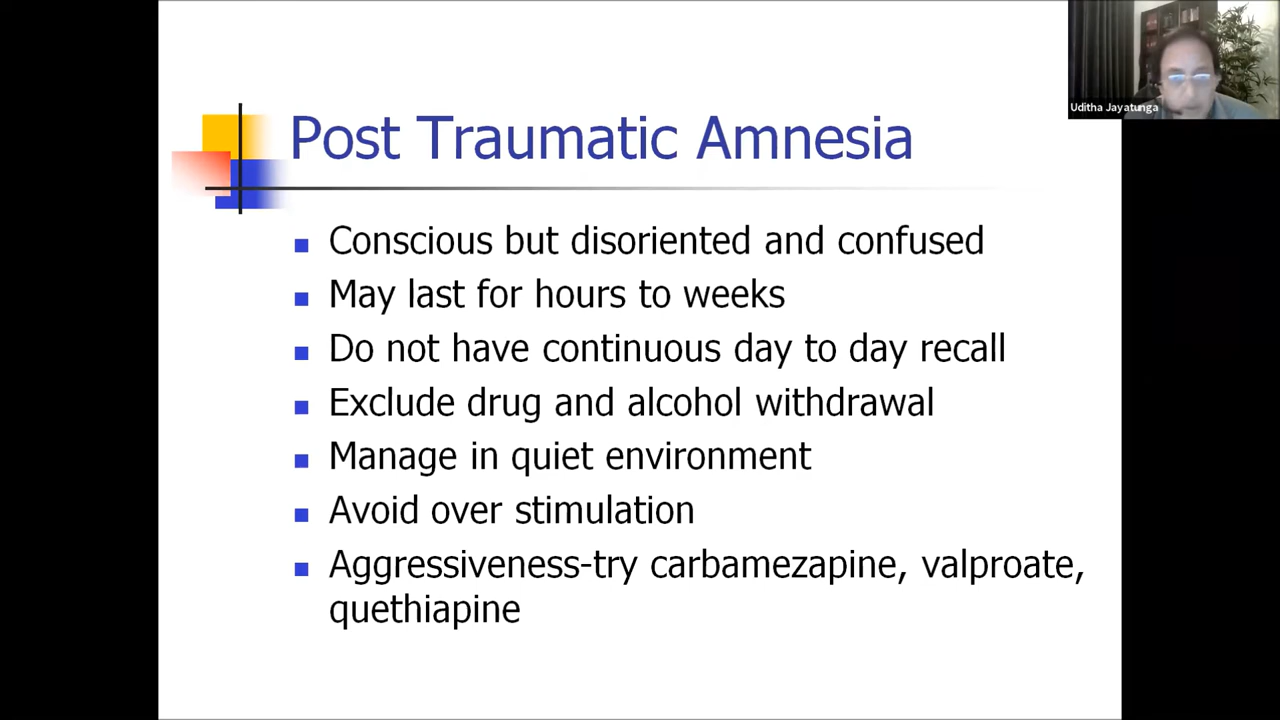 Post Traumatic Amnesia
Uditha Jayatunga
Conscious but disoriented and confused
May last for hours to weeks
Do not have continuous day to day recall
Exclude drug and alcohol withdrawal
Manage in quiet environment
Avoid over stimulation
Aggressiveness-try carbamezapine, valproate,
quethiapine